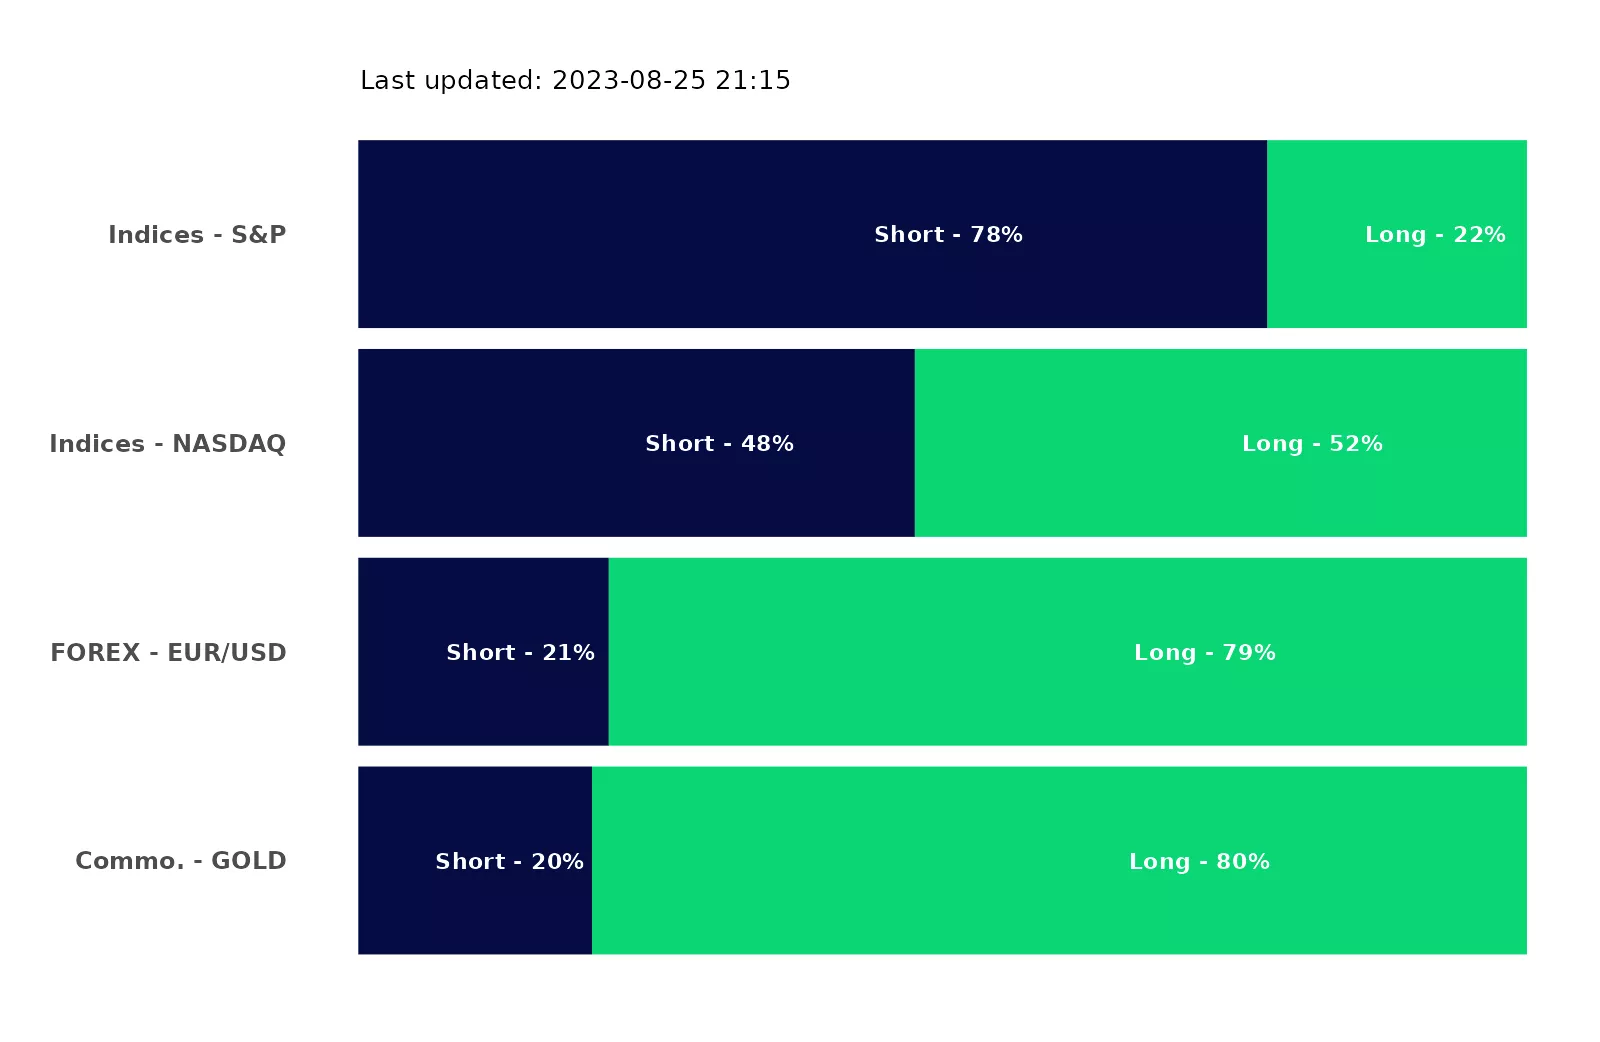 Last updated: 2023-08-25 21:15
Indices - S&P
Short - 78%
Long - 22%
Indices - NASDAQ
Short - 48%
Long - 52%
FOREX - EUR/USD
Short - 21%
Long - 79%
Commo. - GOLD
Short - 20%
Long - 80%